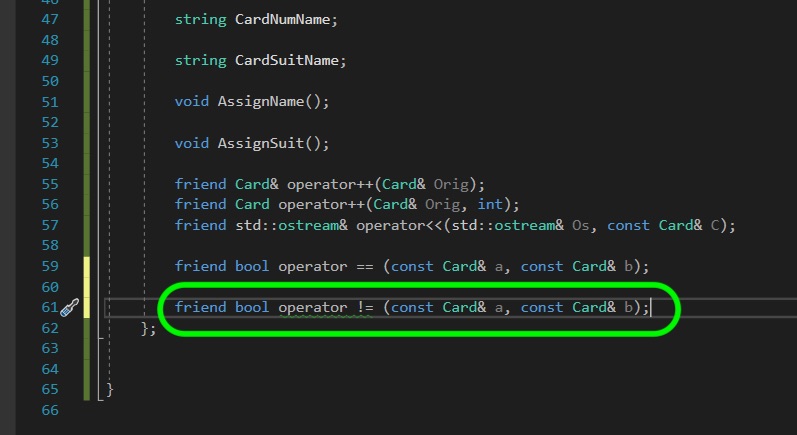 47 string CardNumName;
48
49 string CardSuitName;
50
51 void AssignName();
52
53 void AssignSuit();
54
55 friend Card& operator++(Card& Orig);
56 friend Card operator++(Card& Orig, int);
57 friend std::ostream& operator<<(std::ostream& Os, const Card& C);
58
59 friend bool operator == (const Card& a, const Card& b);
60
61 friend bool operator != (const Card& a, const Card& b);
62 };
63
64
65 }
66